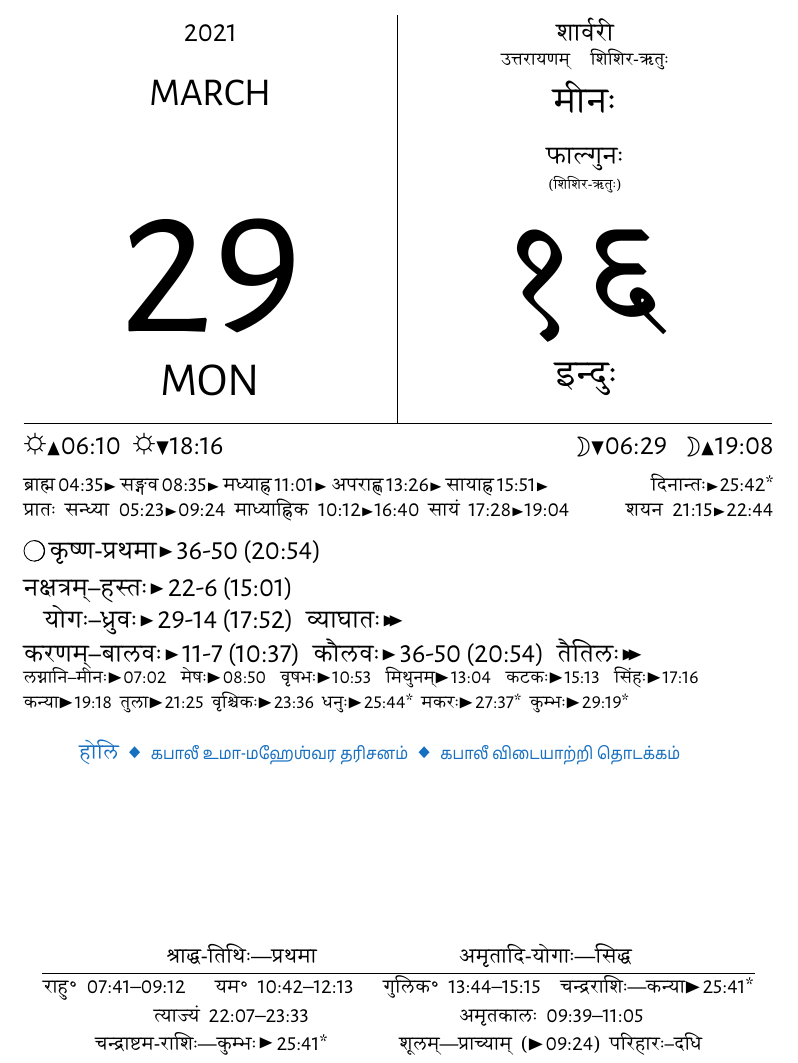 2021
MARCH
29
MON
शार्वरी
उत्तरायणम् शिशिर-ऋतुः
मीनः
फाल्गुनः
(शिशिर-ऋतुः)
१६
इन्दुः
☼▲06:10 ☼▼18:16 ☽▼06:29 ☽▲19:08
ब्राह्म 04:35► सङ्गव 08:35► मध्याह्न 11:01► अपराह्ण 13:26► सायाह्न 15:51► दिनान्तः►25:42*
प्रातः सन्ध्या 05:23►09:24 माध्याह्निक 10:12►16:40 सायं 17:28►19:04 शयन 21:15►22:44
◯ कृष्ण-प्रथमा►36-50 (20:54)
नक्षत्रम्–हस्तः►22-6 (15:01)
योगः–ध्रुवः►29-14 (17:52) व्याघातः►►
करणम्–बालवः►11-7 (10:37) कौलवः►36-50 (20:54) तैतिलः►►
लग्नानि–मीनः►07:02 मेषः►08:50 वृषभः►10:53 मिथुनम्►13:04 कटकः►15:13 सिंहः►17:16
कन्या►19:18 तुला►21:25 वृश्चिकः►23:36 धनुः►25:44* मकरः►27:37* कुम्भः►29:19*
होलि ◆ கபாலீ உமா-மஹேஶ்வர தரிசனம் ◆ கபாலீ விடையாற்றி தொடக்கம்
श्राद्ध-तिथिः—प्रथमा अमृतादि-योगाः—सिद्ध
राहु॰ 07:41–09:12 यम॰ 10:42–12:13 गुलिक॰ 13:44–15:15 चन्द्रराशिः—कन्या►25:41*
त्याज्यं 22:07–23:33 अमृतकालः 09:39–11:05
चन्द्राष्टम-राशिः—कुम्भः►25:41* शूलम्—प्राच्याम् (►09:24) परिहारः–दधि